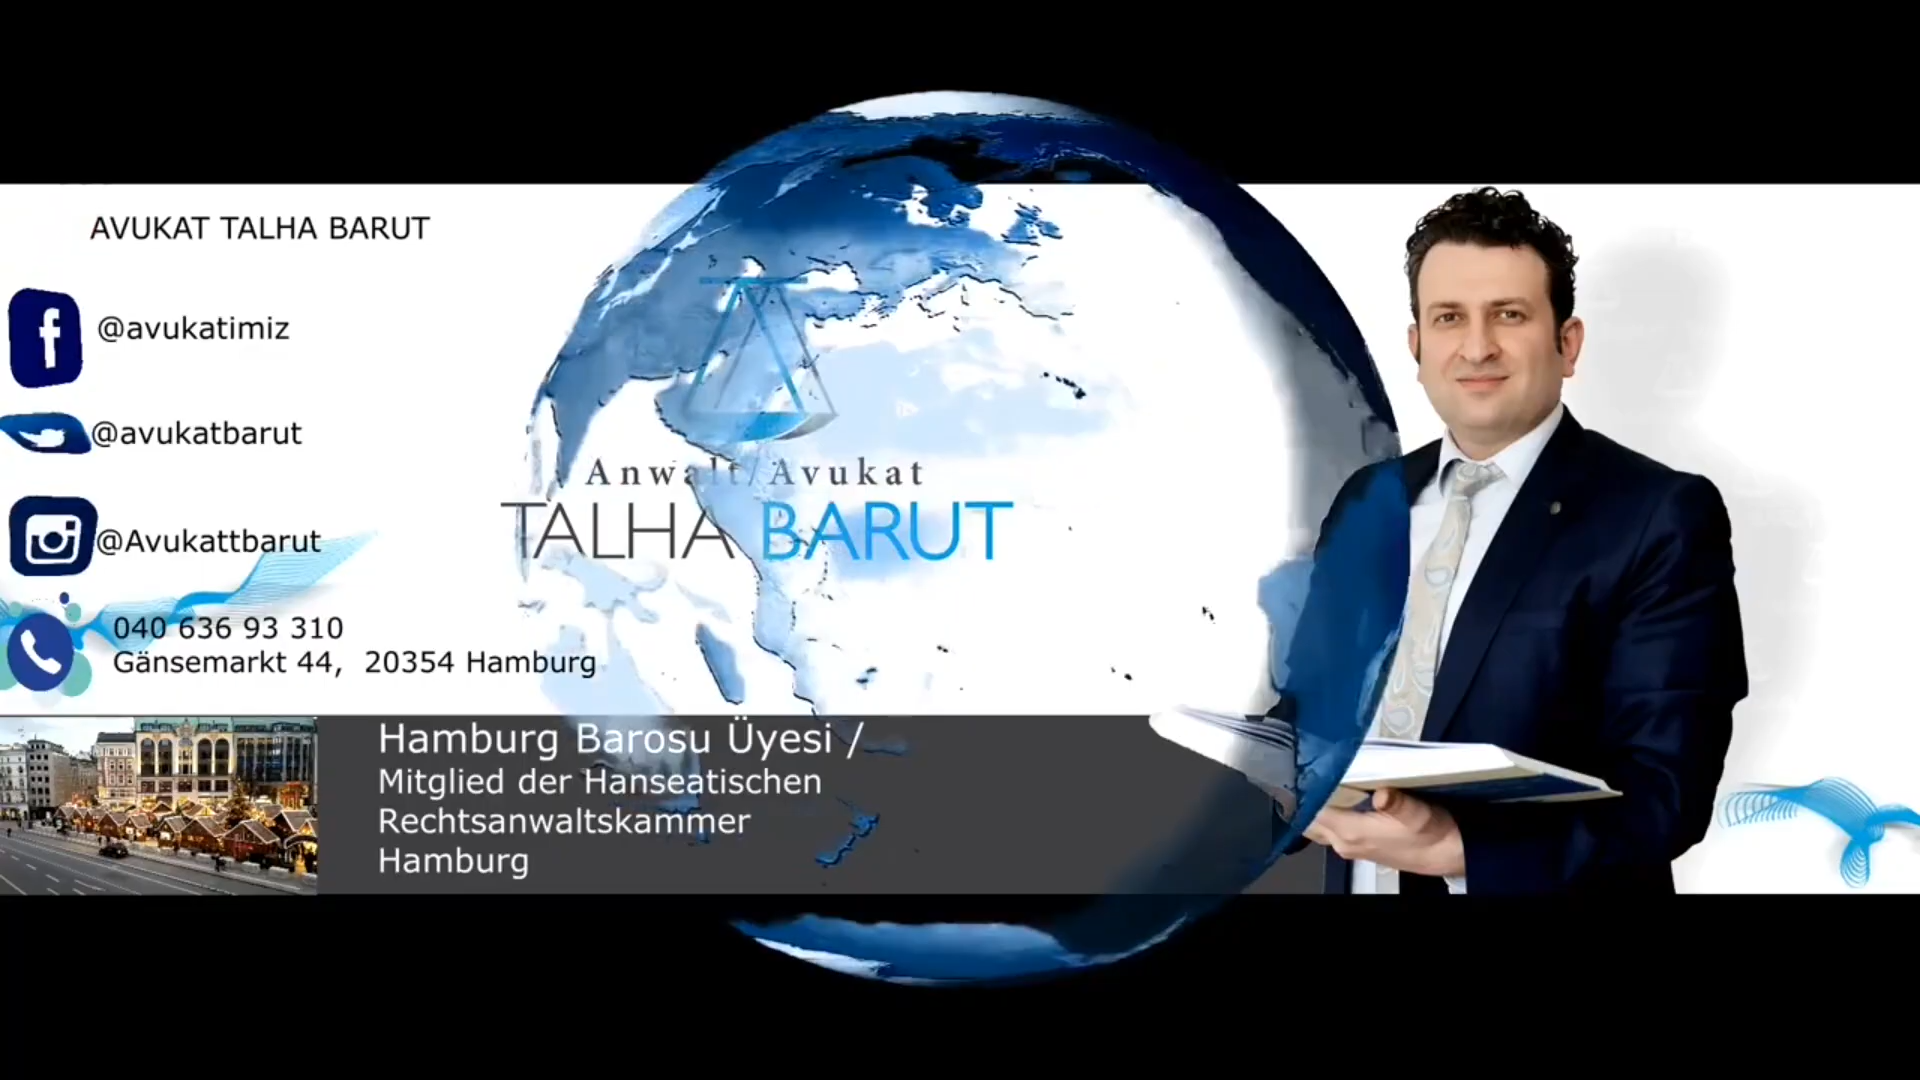 AVUKAT TALHA BARUT
@avukatimiz
@avukatbarut
@Avukattbarut
040 636 93 310
Gänsemarkt 44, 20354 Hamburg
Anwalt/Avukat
TALHA BARUT
Hamburg Barosu Üyesi /
Mitglied der Hanseatischen
Rechtsanwaltskammer
Hamburg